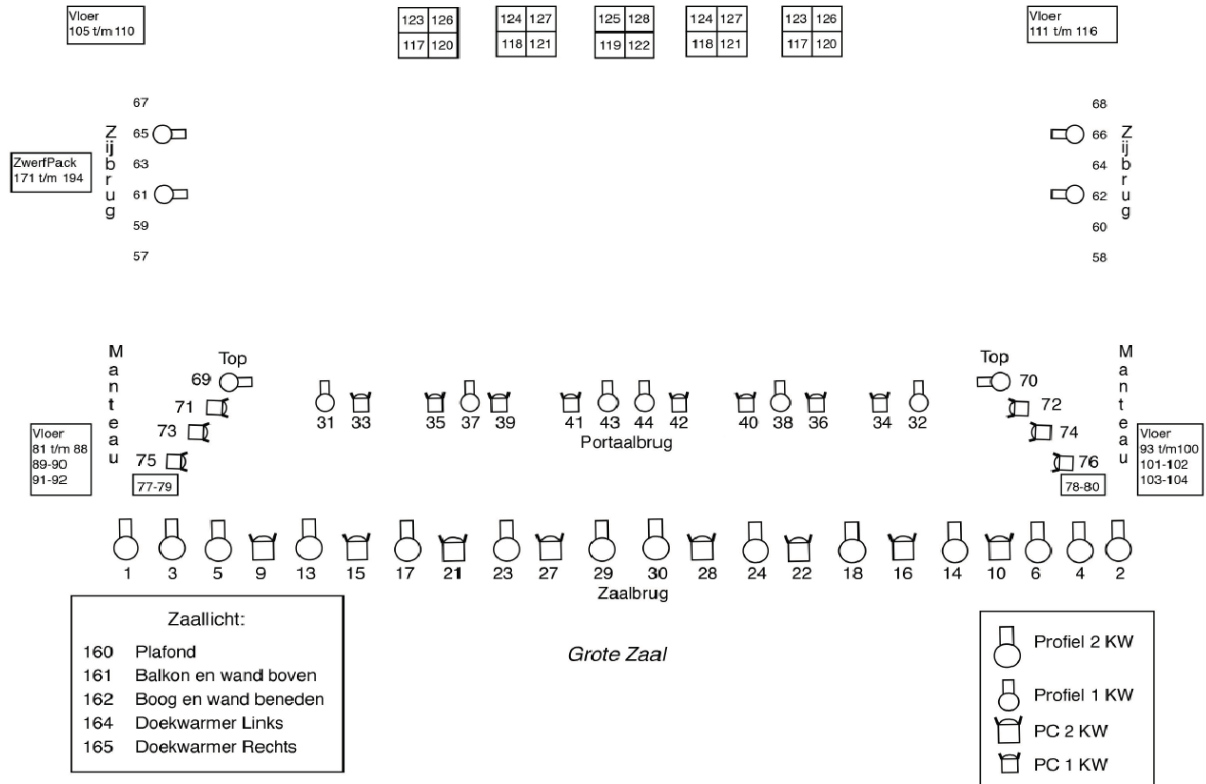 Vloer
105 t/m 110
123 126
117 120
124 127
118 121
125 128
119 122
124 127
118 121
123 126
117 120
Vloer
111 t/m 116
67
65
63
61
59
57
Zijbrug
ZwerfPack
171 t/m 194
68
66
64
62
60
58
Zijbrug
Manteau
Top
69
71
73
75
77-79
Vloer
81 t/m 88
89-90
91-92
31 33 35 37 39 41 43 44 42 40 38 36 34 32
Portaalbrug
Top
70
72
74
76
78-80
Manteau
Vloer
93 t/m100
101-102
103-104
1 3 5 9 13 15 17 21 23 27 29 30 28 24 22 18 16 14 10 6 4 2
Zaalbrug
Zaallicht:
160 Plafond
161 Balkon en wand boven
162 Boog en wand beneden
164 Doekwarmer Links
165 Doekwarmer Rechts
Grote Zaal
Profiel 2 KW
Profiel 1 KW
PC 2 KW
PC 1 KW